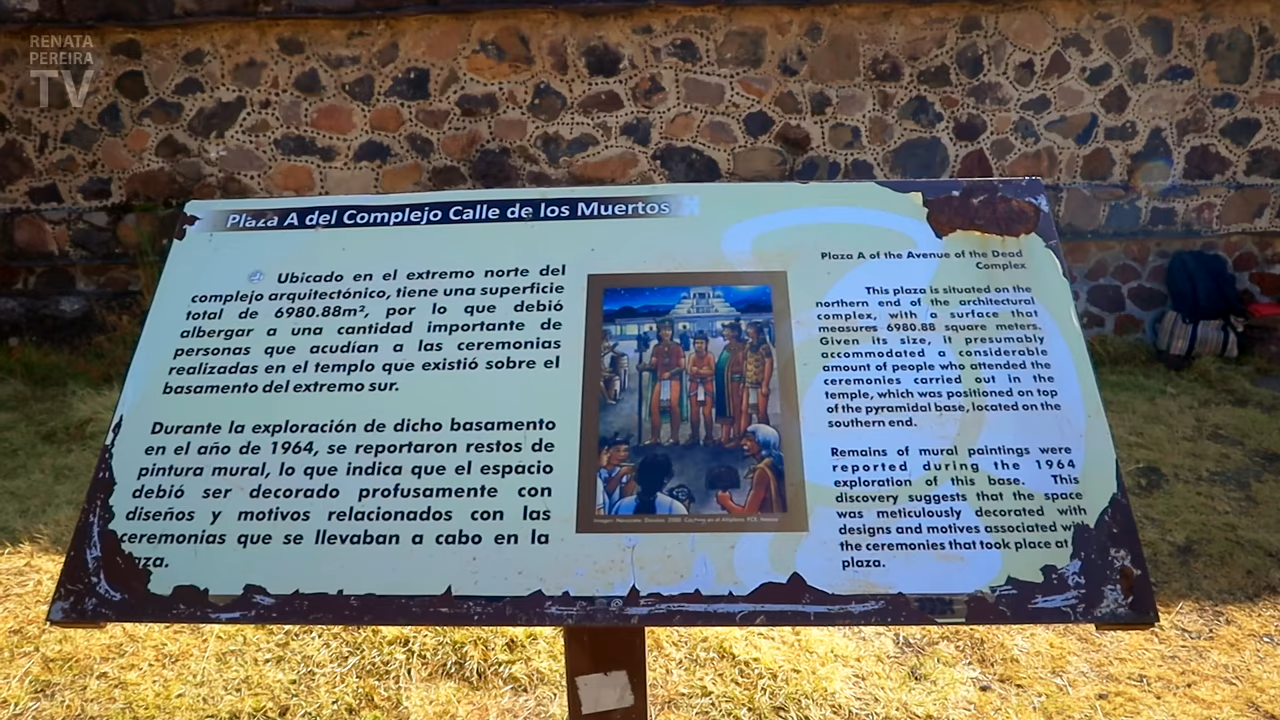 RENATA
PEREIRA
TV
Plaza A del Complejo Calle de los Muertos
Ubicado en el extremo norte del
complejo arquitectónico, tiene una superficie
total de 6980.88m², por lo que debió
albergar a una cantidad importante de
personas que acudían a las ceremonias
realizadas en el templo que existió sobre el
basamento del extremo sur.
Durante la exploración de dicho basamento
en el año de 1964, se reportaron restos de
pintura mural, lo que indica que el espacio
debió ser decorado profusamente con
diseños y motivos relacionados con las
ceremonias que se llevaban a cabo en la
aza.
Plaza A of the Avenue of the Dead
Complex
This plaza is situated on the
northern end of the architectural
complex, with a surface that
measures 6980.88 square meters.
Given its size, it presumably
accommodated a considerable
amount of people who attended the
ceremonies carried out in the
temple, which was positioned on top
of the pyramidal base, located on the
southern end.
Remains of mural paintings were
reported during the 1964
exploration of this base. This
discovery suggests that the space
was meticulously decorated with
designs and motives associated with
the ceremonies that took place at
plaza.